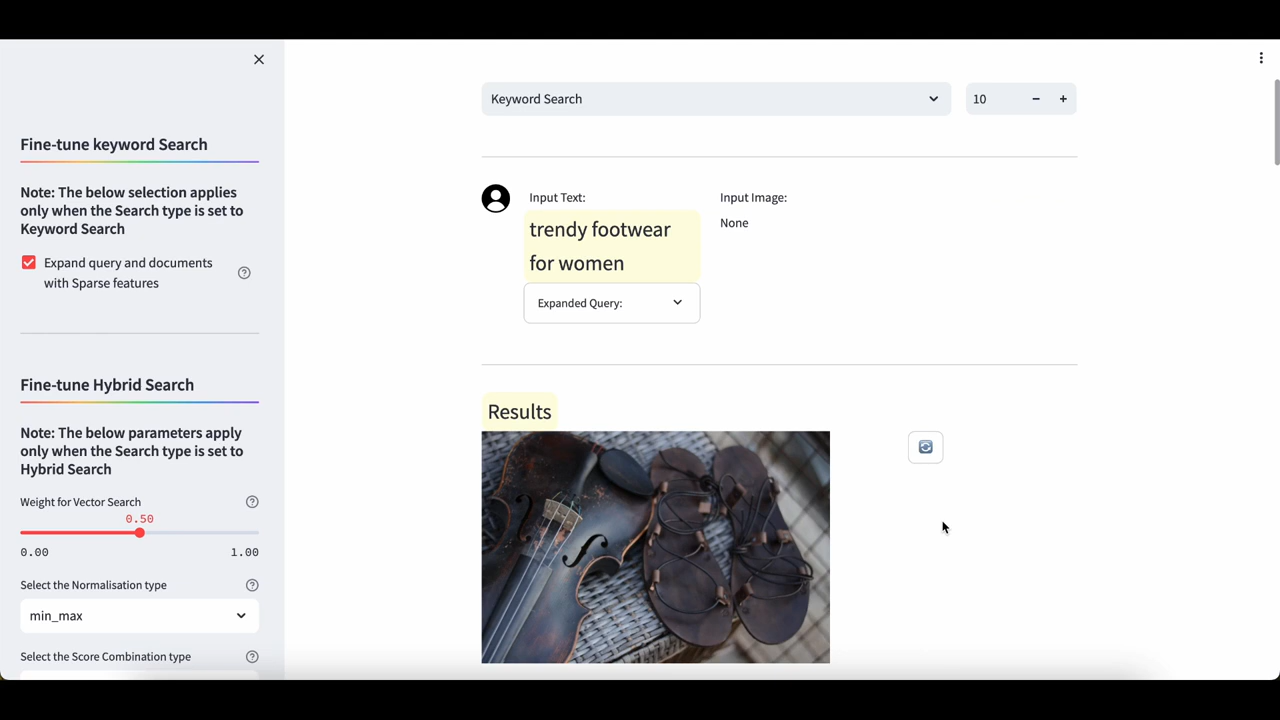 Fine-tune keyword Search
Note: The below selection applies
only when the Search type is set to
Keyword Search
Expand query and documents
with Sparse features
Fine-tune Hybrid Search
Note: The below parameters apply
only when the Search type is set to
Hybrid Search
Weight for Vector Search
0.50
0.00 1.00
Select the Normalisation type
min_max
Select the Score Combination type
Keyword Search
10
Input Text:
trendy footwear
for women
Expanded Query:
Input Image:
None
Results